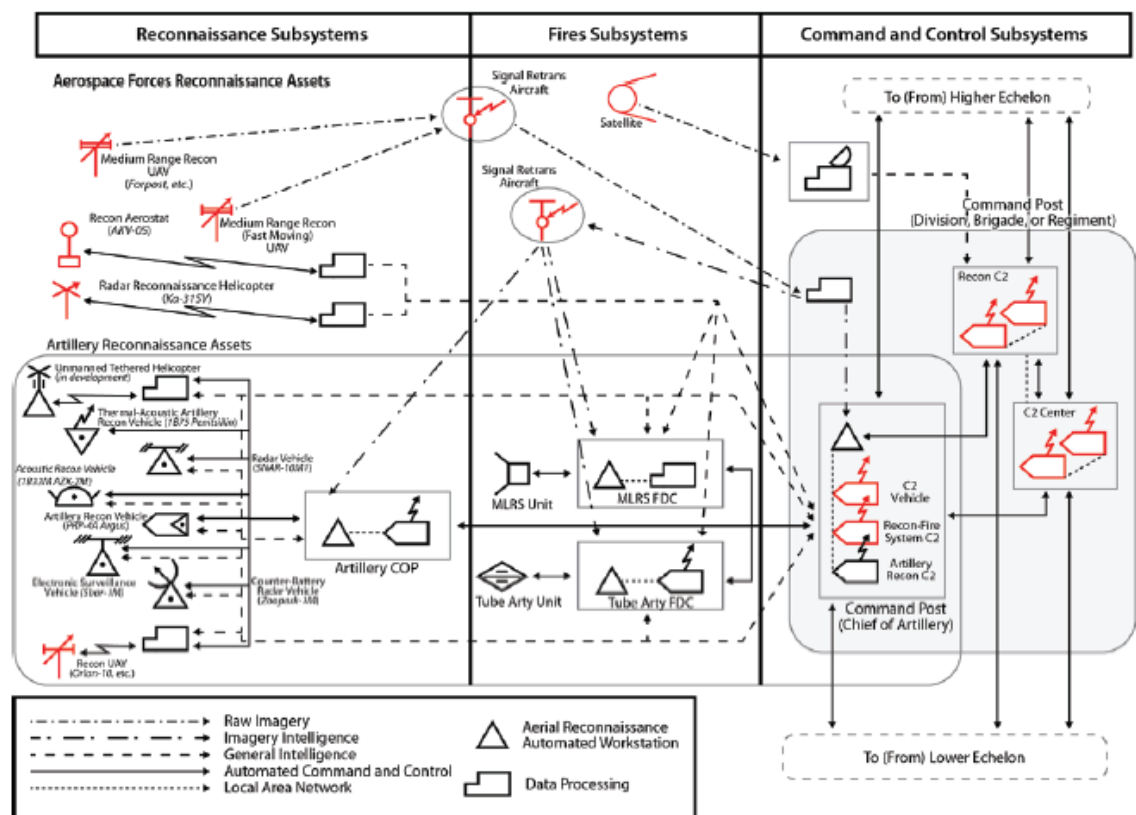 Reconnaissance Subsystems
Fires Subsystems
Command and Control Subsystems
Aerospace Forces Reconnaissance Assets
Signal Retrans
Aircraft
Satellite
To (From) Higher Echelon
Medium Range Recon
UAV
(Forpost, etc.)
Signal Retrans
Aircraft
Recon Aerostat
(AKV-05)
Medium Range Recon
(Fast Moving)
UAV
Command Post
(Division, Brigade, or Regiment)
Recon C2
Radar Reconnaissance Helicopter
(Ka-31SV)
Artillery Reconnaissance Assets
Unmanned Tethered Helicopter
(in development)
Thermal-Acoustic Artillery
Recon Vehicle (1B75 Penitsillin)
C2 Center
Radar Vehicle
(SNAR-10M1)
Acoustic Recon Vehicle
(1B33M AZK-7M)
MLRS Unit
MLRS FDC
C2
Vehicle
Artillery Recon Vehicle
(PRP-4A Argus)
Recon-Fire
System C2
Artillery COP
Artillery
Recon C2
Electronic Surveillance
Vehicle
Counter-Battery
Radar Vehicle
(Zoopark-1M)
Tube Arty Unit
Tube Arty FDC
Command Post
(Chief of Artillery)
Recon UAV
(Orlan-10, etc.)
Raw Imagery
Imagery Intelligence
General Intelligence
Automated Command and Control
Local Area Network
Aerial Reconnaissance
Automated Workstation
Data Processing
To (From) Lower Echelon